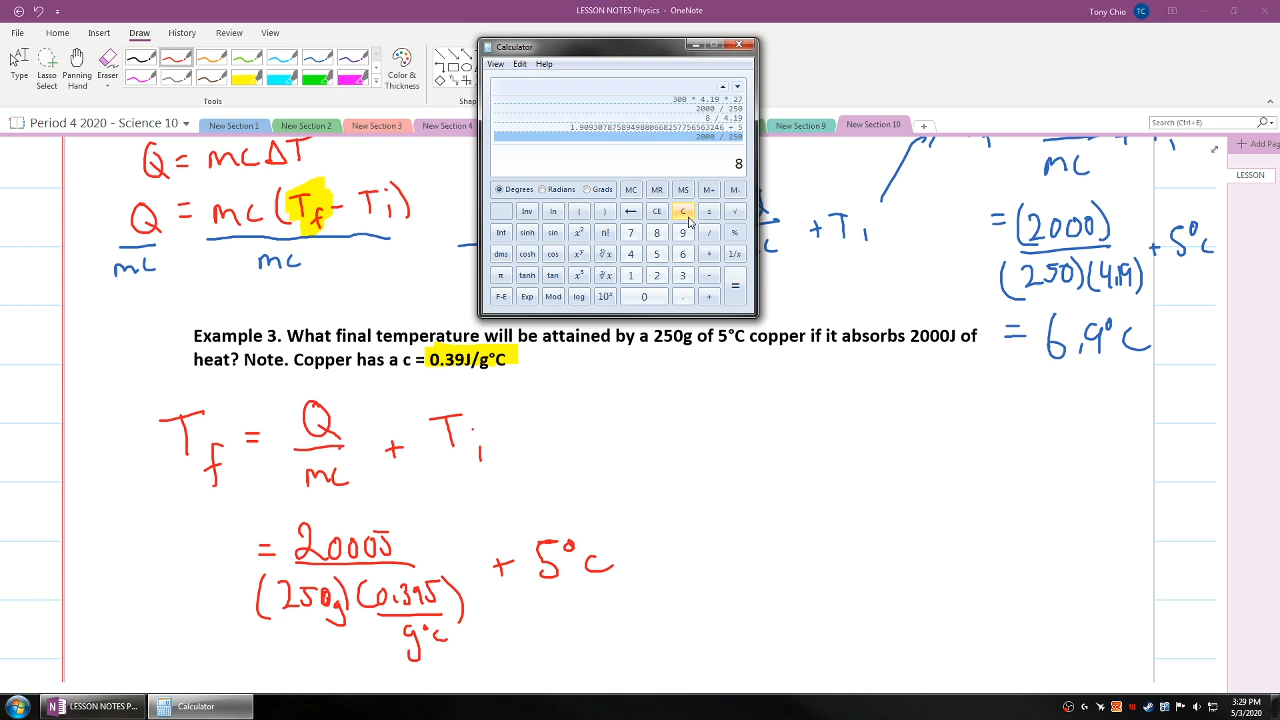 LESSON NOTES Physics - OneNote
Tony Chio TC
File Home Insert Draw History Review View
Type
Lasso Select
Panning Hand
Eraser
Color & Thickness
Tools
Period 4 2020 - Science 10
New Section 1 New Section 2 New Section 3 New Section 4 New Section 9 New Section 10
Search (Ctrl+E)
Add Pag
LESSON
Calculator
View Edit Help
300 * 4.19 * 27
2000 / 250
8 / 4.19
1.9093078758949880668257756563246 + 5
2000 / 250
8
Degrees Radians Grads MC MR MS M+ M-
Inv ln ( ) ← CE C ± √
Int sinh sin x² n! 7 8 9 / %
dms cosh cos xʸ ʸ√x 4 5 6 * 1/x
π tanh tan x³ ³√x 1 2 3 - =
F-E Exp Mod log 10ˣ 0 . +
Q = mcΔT
Q = mc (Tf - Ti)
mc mc
c + Ti
mc
= (2000) + 5°C
(250)(4.19)
= 6.9°C
Example 3. What final temperature will be attained by a 250g of 5°C copper if it absorbs 2000J of
heat? Note. Copper has a c = 0.39J/g°C
Tf = Q + Ti
mc
= 2000J + 5°C
(250g)(0.39J)
g°C
LESSON NOTES P... Calculator
3:29 PM
5/3/2020